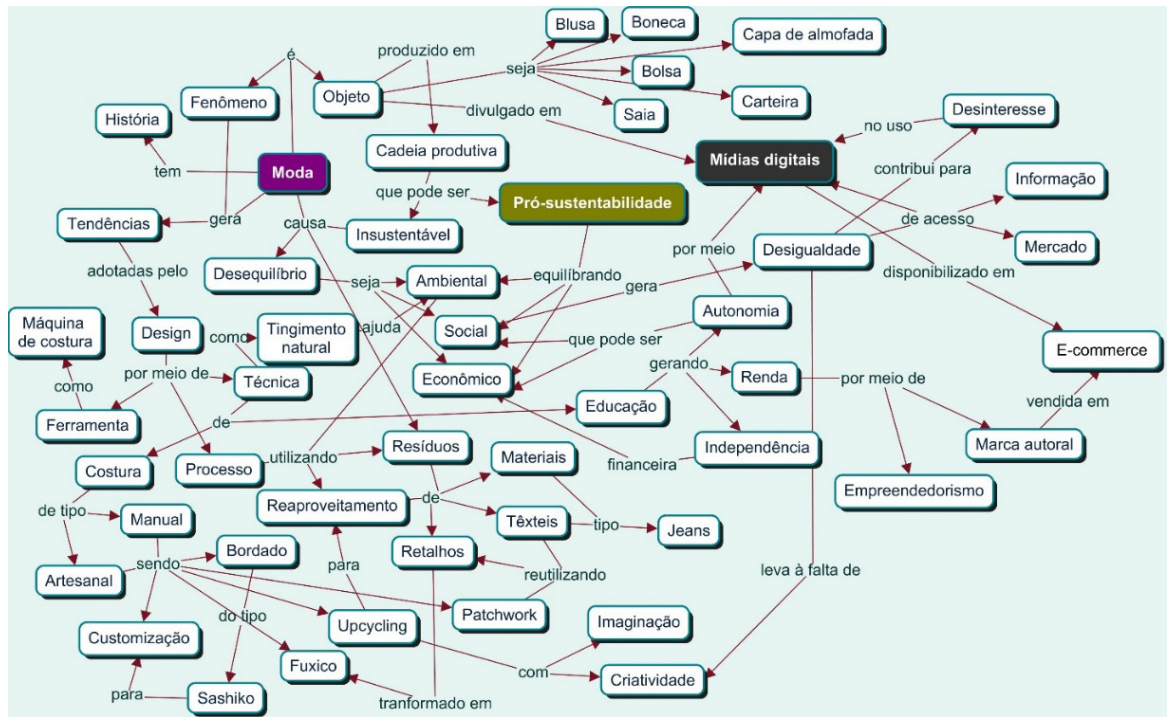 Blusa
Boneca
Capa de almofada
é
produzido em
seja
Bolsa
Fenômeno
Objeto
Carteira
Desinteresse
História
divulgado em
Saia
no uso
Cadeia produtiva
Mídias digitais
tem
Moda
contribui para
Informação
que pode ser
Pró-sustentabilidade
Tendências
gera
causa
Insustentável
de acesso
Desigualdade
Mercado
por meio
adotadas pelo
Desequilíbrio
seja
Ambiental
equilíbrando
gera
disponibilizado em
Autonomia
Máquina
de costura
Design
como
Tingimento
natural
ajuda
Social
que pode ser
E-commerce
por meio de
Técnica
Econômico
gerando
Renda
por meio de
como
Educação
vendida em
Ferramenta
de
Costura
Processo
utilizando
Resíduos
Materiais
financeira
Independência
Marca autoral
Reaproveitamento
de
Empreendedorismo
de tipo
Manual
Têxteis
tipo
Jeans
Bordado
Retalhos
Artesanal
sendo
para
reutilizando
leva à falta de
Customização
do tipo
Upcycling
Patchwork
Imaginação
Fuxico
com
Criatividade
para
Sashiko
tranformado em